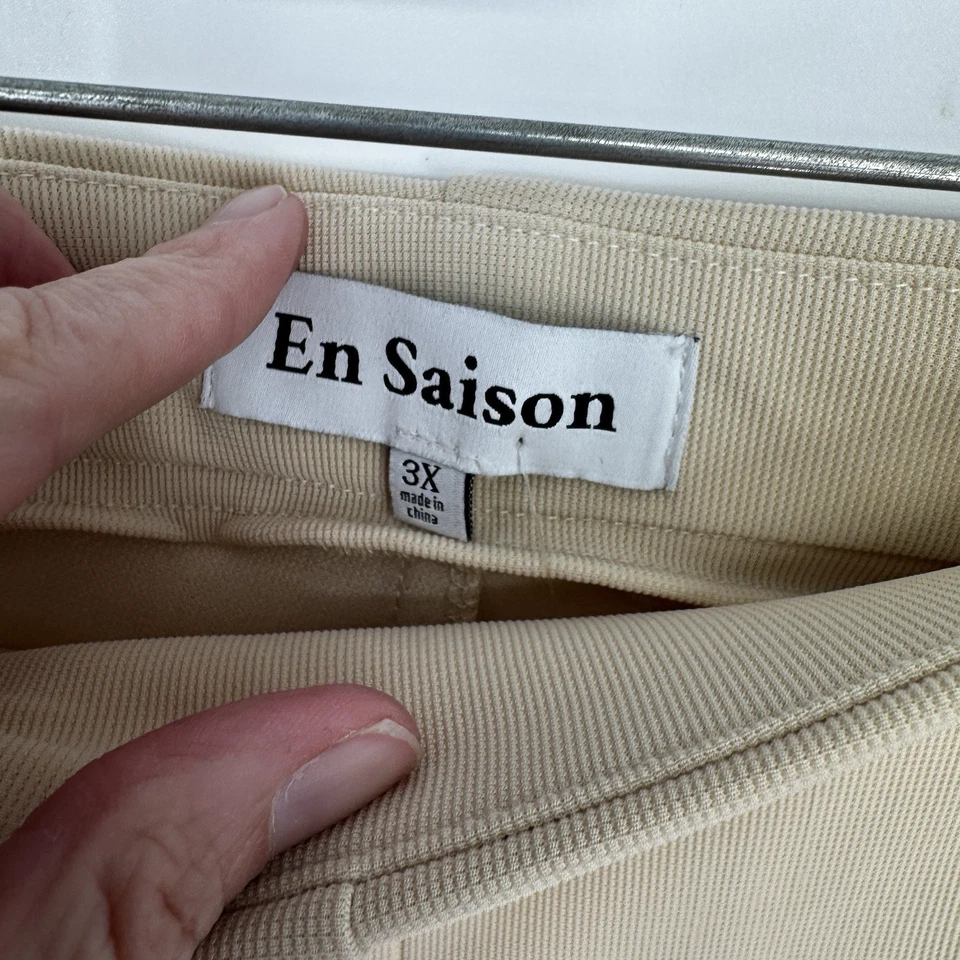 En Saison
3X
made in
china